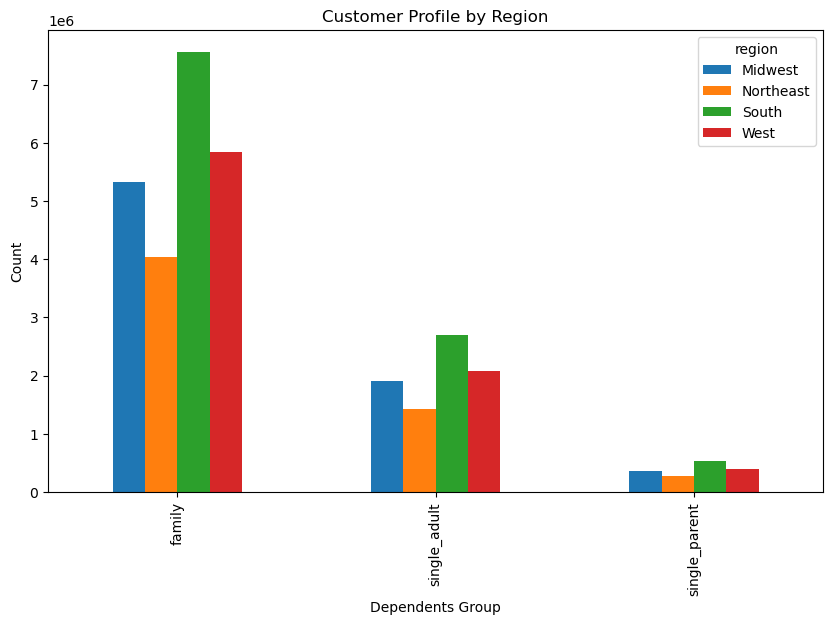 Customer Profile by Region
1e6
region
Midwest
Northeast
South
West
7
6
5
4
3
2
1
0
Count
family
single_adult
single_parent
Dependents Group